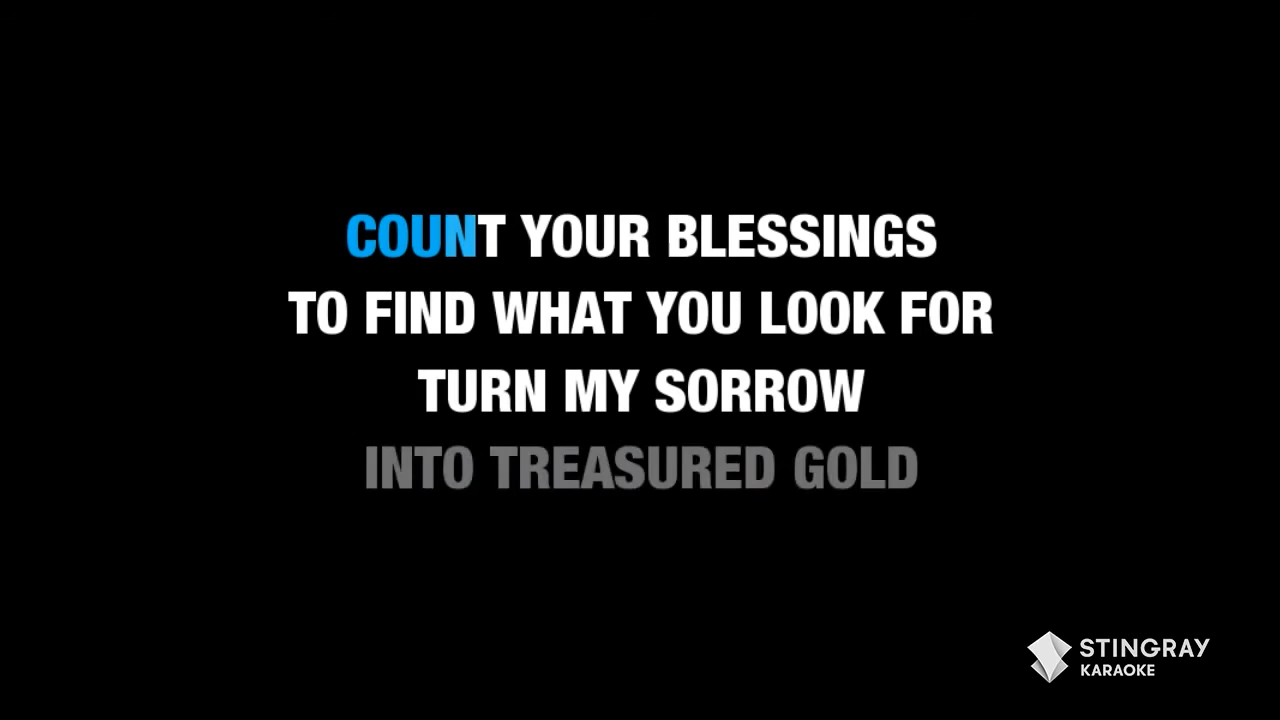 COUNT YOUR BLESSINGS
TO FIND WHAT YOU LOOK FOR
TURN MY SORROW
INTO TREASURED GOLD
STINGRAY
KARAOKE